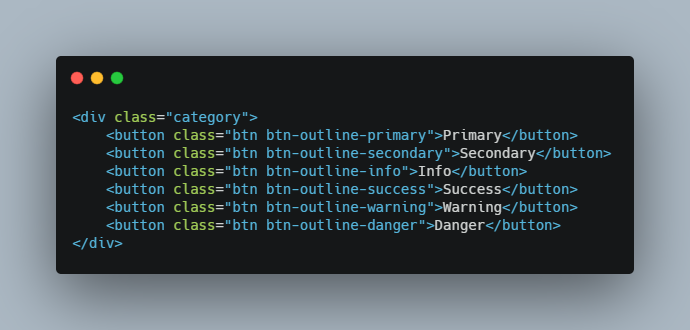 <div class="category">
    <button class="btn btn-outline-primary">Primary</button>
    <button class="btn btn-outline-secondary">Secondary</button>
    <button class="btn btn-outline-info">Info</button>
    <button class="btn btn-outline-success">Success</button>
    <button class="btn btn-outline-warning">Warning</button>
    <button class="btn btn-outline-danger">Danger</button>
</div>